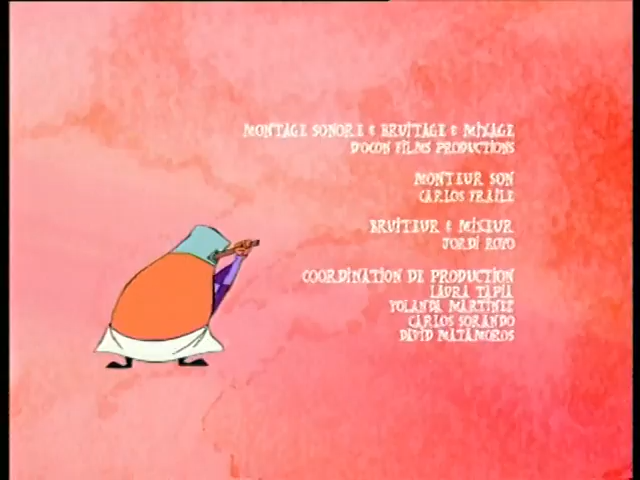 MONTAGE SONORE & BRUITAGE & MIXAGE
D'OCON FILMS PRODUCTIONS
MONTEUR SON
CARLOS FRAILE
BRUITEUR & MIXEUR
JORDI ROYO
COORDINATION DE PRODUCTION
LAURA TAPIA
YOLANDA MARTINEZ
CARLOS SORANDO
DAVID MATAMOROS